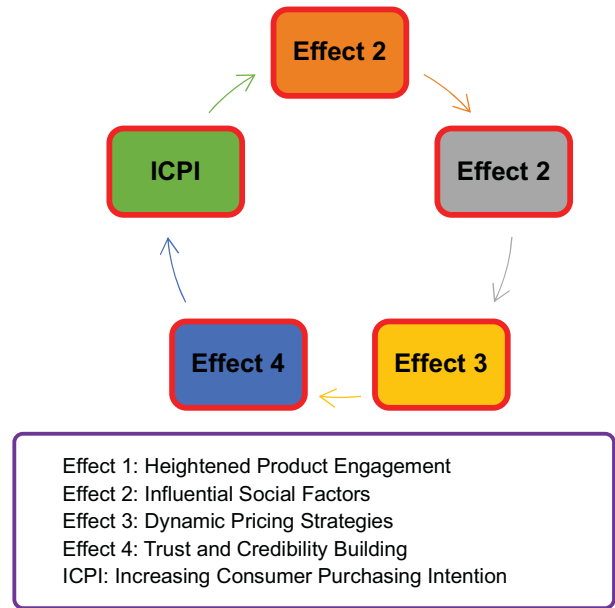 Effect 2
ICPI
Effect 2
Effect 4
Effect 3
Effect 1: Heightened Product Engagement
Effect 2: Influential Social Factors
Effect 3: Dynamic Pricing Strategies
Effect 4: Trust and Credibility Building
ICPI: Increasing Consumer Purchasing Intention